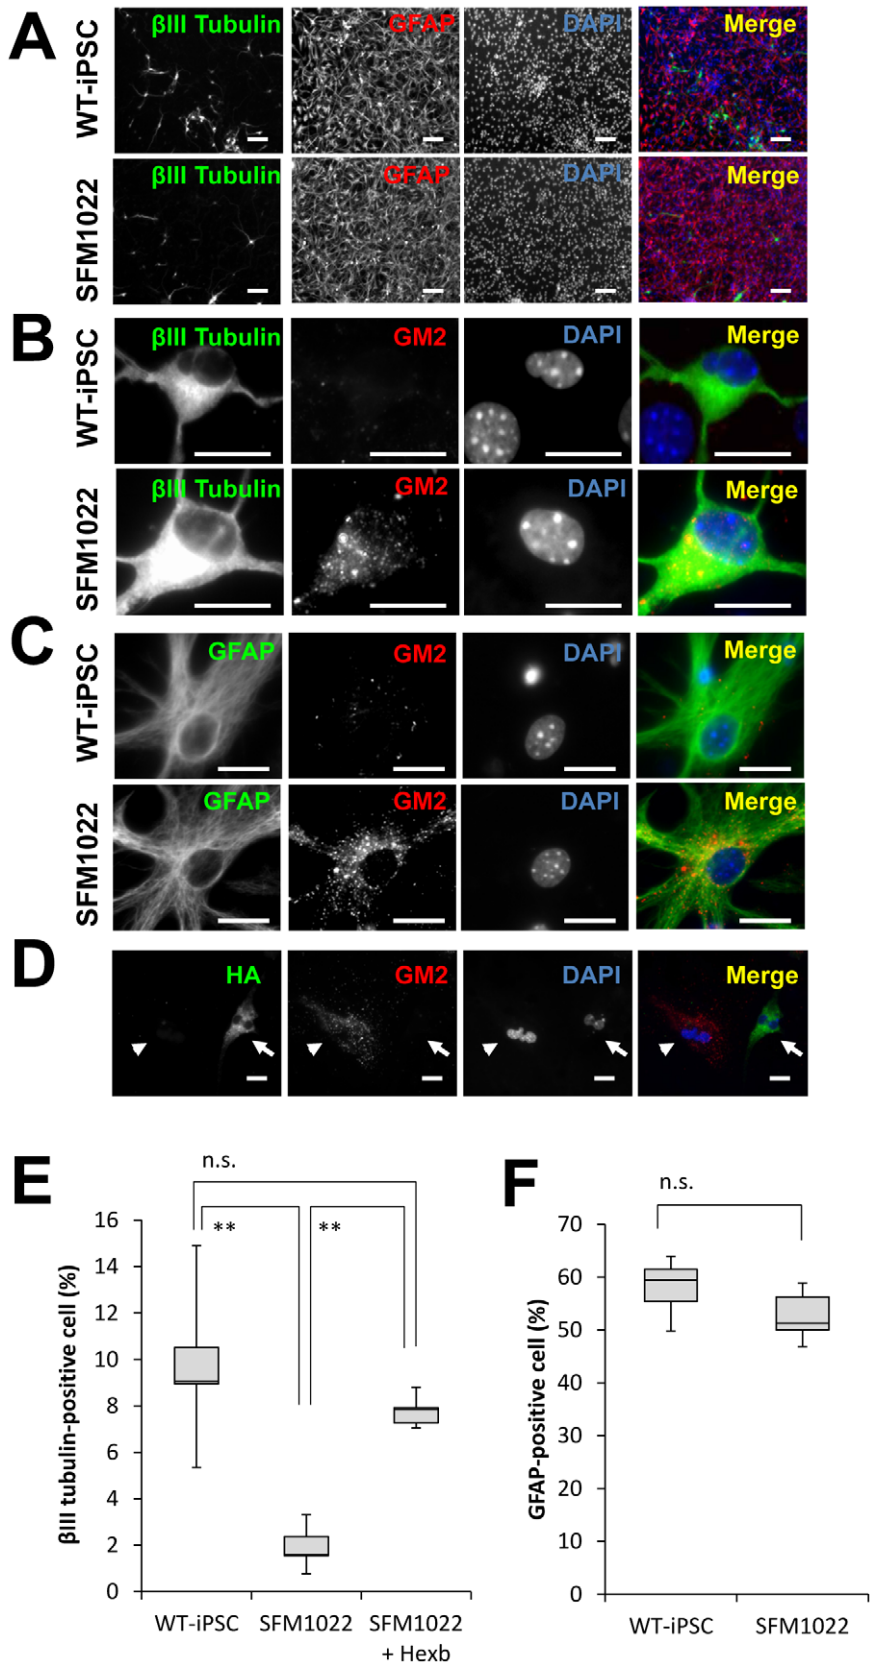 A
WT-iPSC
βIII Tubulin
GFAP
DAPI
Merge
SFM1022
βIII Tubulin
GFAP
DAPI
Merge
B
WT-iPSC
βIII Tubulin
GM2
DAPI
Merge
SFM1022
βIII Tubulin
GM2
DAPI
Merge
C
WT-iPSC
GFAP
GM2
DAPI
Merge
SFM1022
GFAP
GM2
DAPI
Merge
D
HA
GM2
DAPI
Merge
E
n.s.
**
**
βIII tubulin-positive cell (%)
16
14
12
10
8
6
4
2
0
WT-iPSC
SFM1022
SFM1022
+ Hexb
F
n.s.
GFAP-positive cell (%)
70
60
50
40
30
20
10
0
WT-iPSC
SFM1022